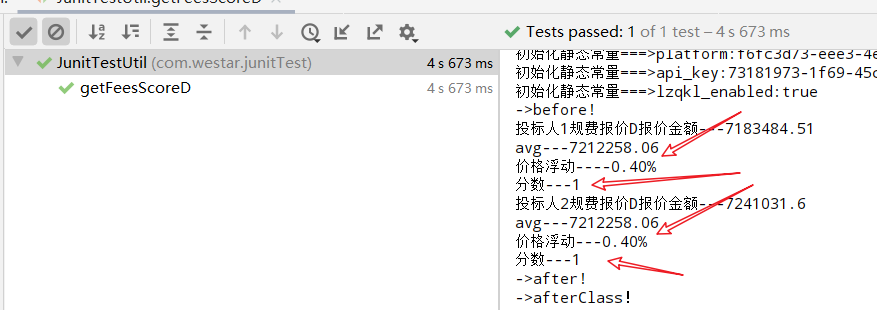 JunitTestUtil.getFeesScoreD
Tests passed: 1 of 1 test – 4 s 673 ms
JunitTestUtil (com.westar.junitTest) 4 s 673 ms
getFeesScoreD 4 s 673 ms
初始化静态常量===>platform:f6fc3d73-eee3-4e
初始化静态常量===>api_key:73181973-1f69-45c
初始化静态常量===>lzqkl_enabled:true
->before!
投标人1规费报价D报价金额---7183484.51
avg---7212258.06
价格浮动----0.40%
分数---1
投标人2规费报价D报价金额---7241031.6
avg---7212258.06
价格浮动---0.40%
分数---1
->after!
->afterClass!